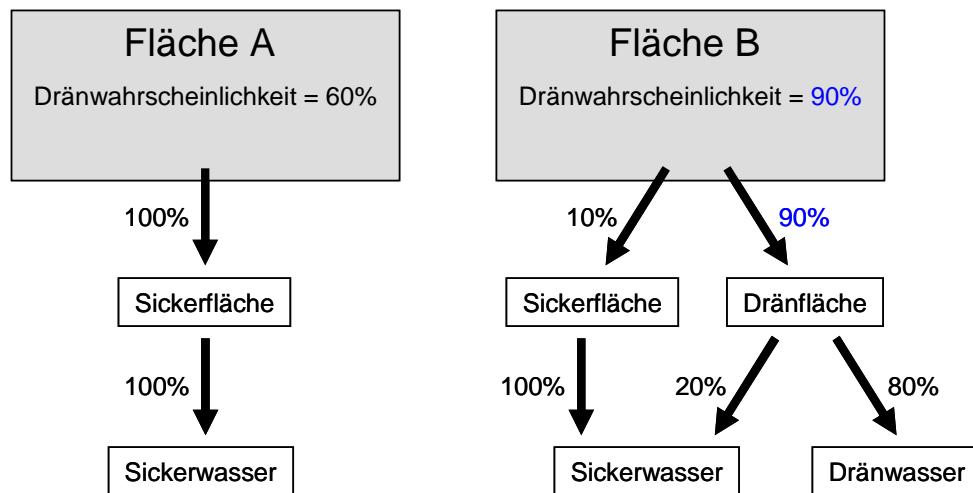 Fläche A
Dränwahrscheinlichkeit = 60%
100%
Sickerfläche
100%
Sickerwasser
Fläche B
Dränwahrscheinlichkeit = 90%
10%
90%
Sickerfläche
Dränfläche
100%
20%
80%
Sickerwasser
Dränwasser